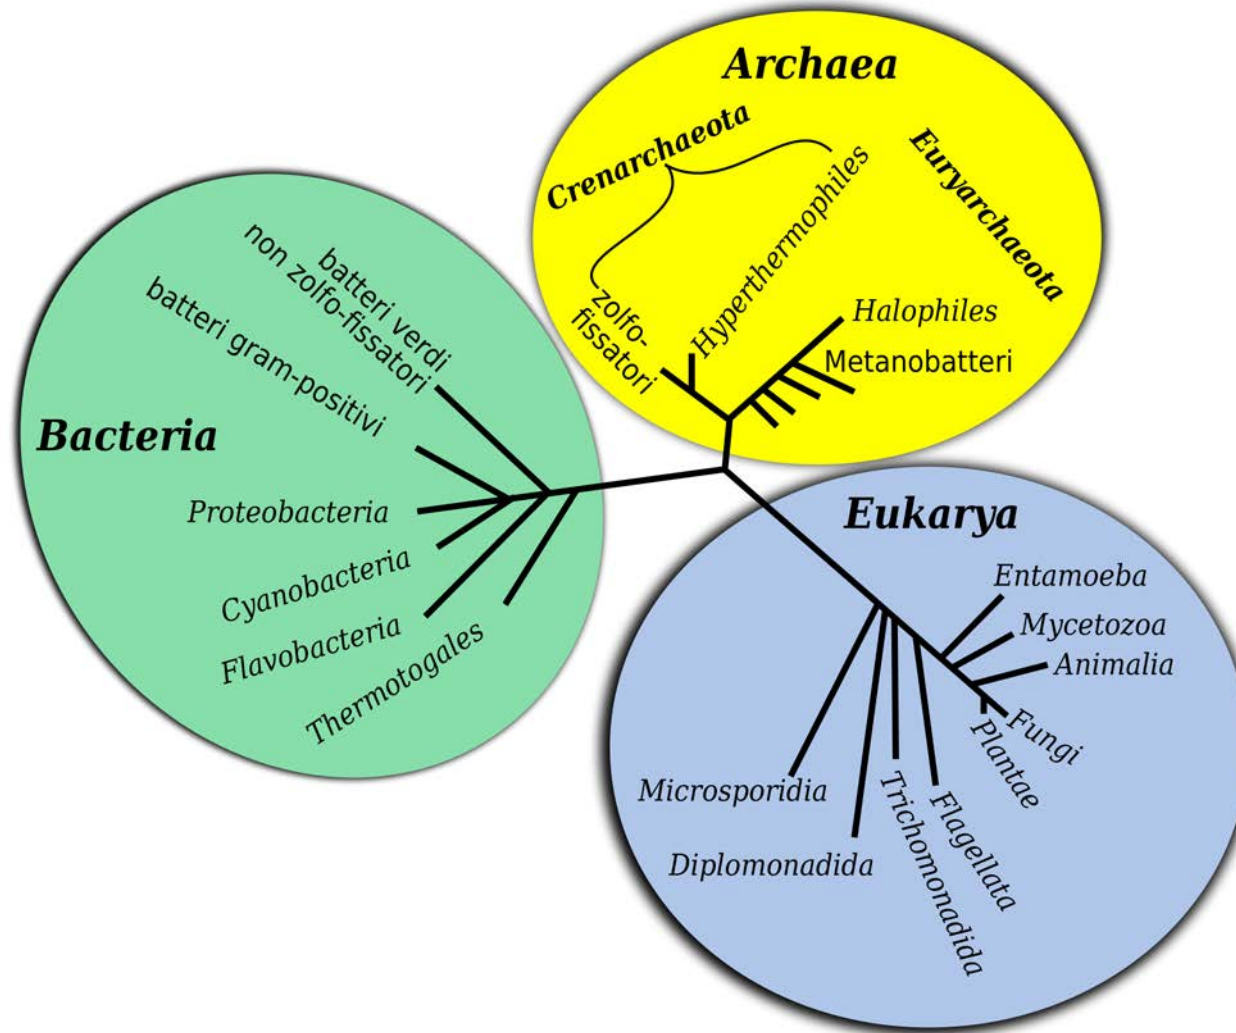 Archaea
Crenarchaeota
Euryarchaeota
Hyperthermophiles
zolfo-
fissatori
Halophiles
Metanobatteri
Bacteria
batteri verdi
non zolfo-fissatori
batteri gram-positivi
Proteobacteria
Cyanobacteria
Flavobacteria
Thermotogales
Eukarya
Entamoeba
Mycetozoa
Animalia
Fungi
Plantae
Flagellata
Trichomonadida
Microsporidia
Diplomonadida